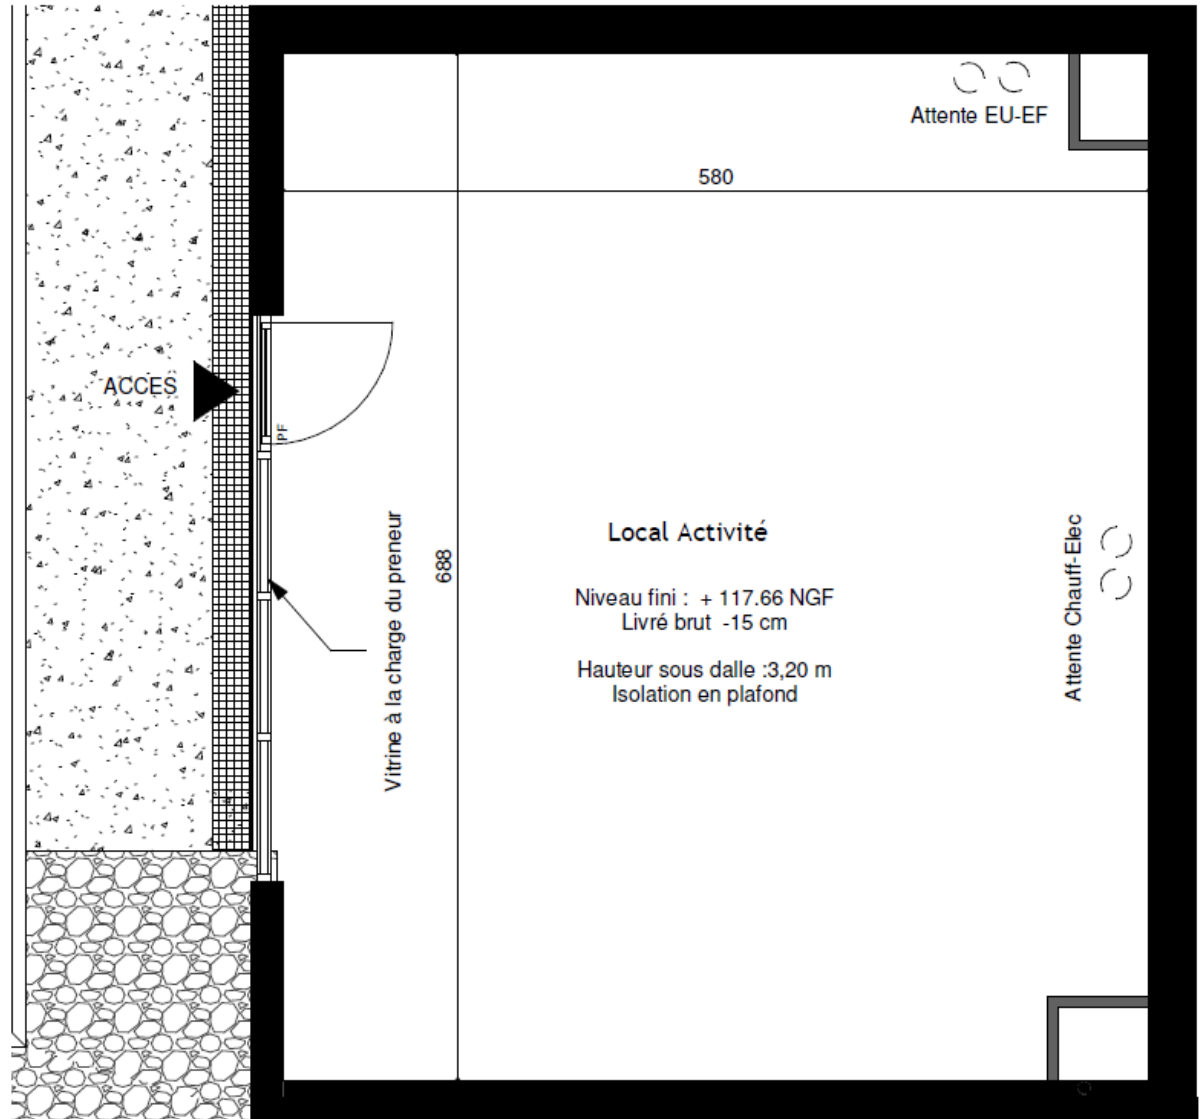 Attente EU-EF
580
ACCES
PF
Vitrine à la charge du preneur
688
Local Activité
Niveau fini : + 117.66 NGF
Livré brut -15 cm
Hauteur sous dalle :3,20 m
Isolation en plafond
Attente Chauff-Elec